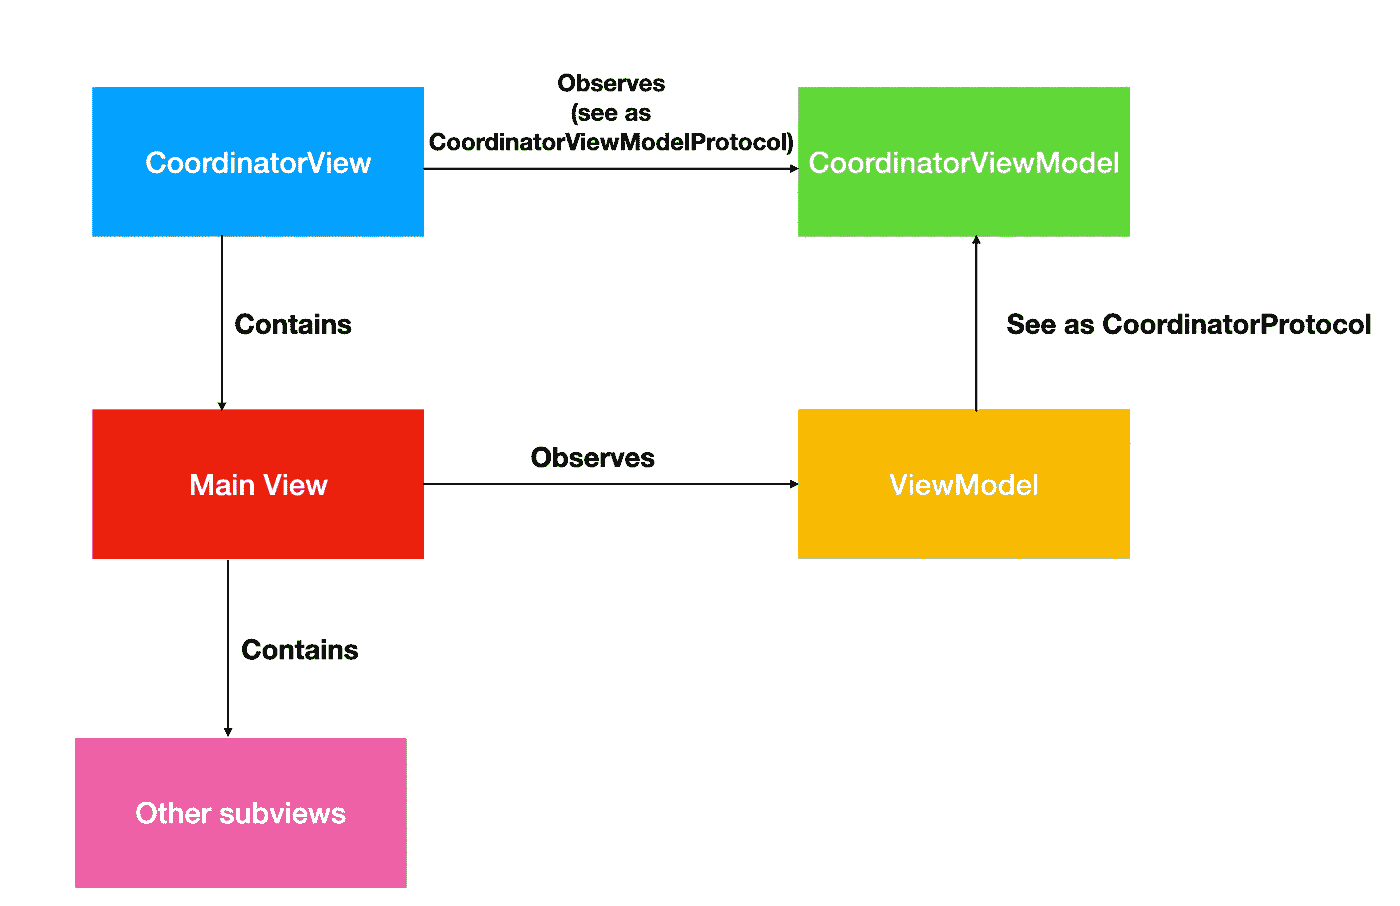 Observes
(see as
CoordinatorViewModelProtocol)
CoordinatorView
CoordinatorViewModel
Contains
See as CoordinatorProtocol
Observes
Main View
ViewModel
Contains
Other subviews